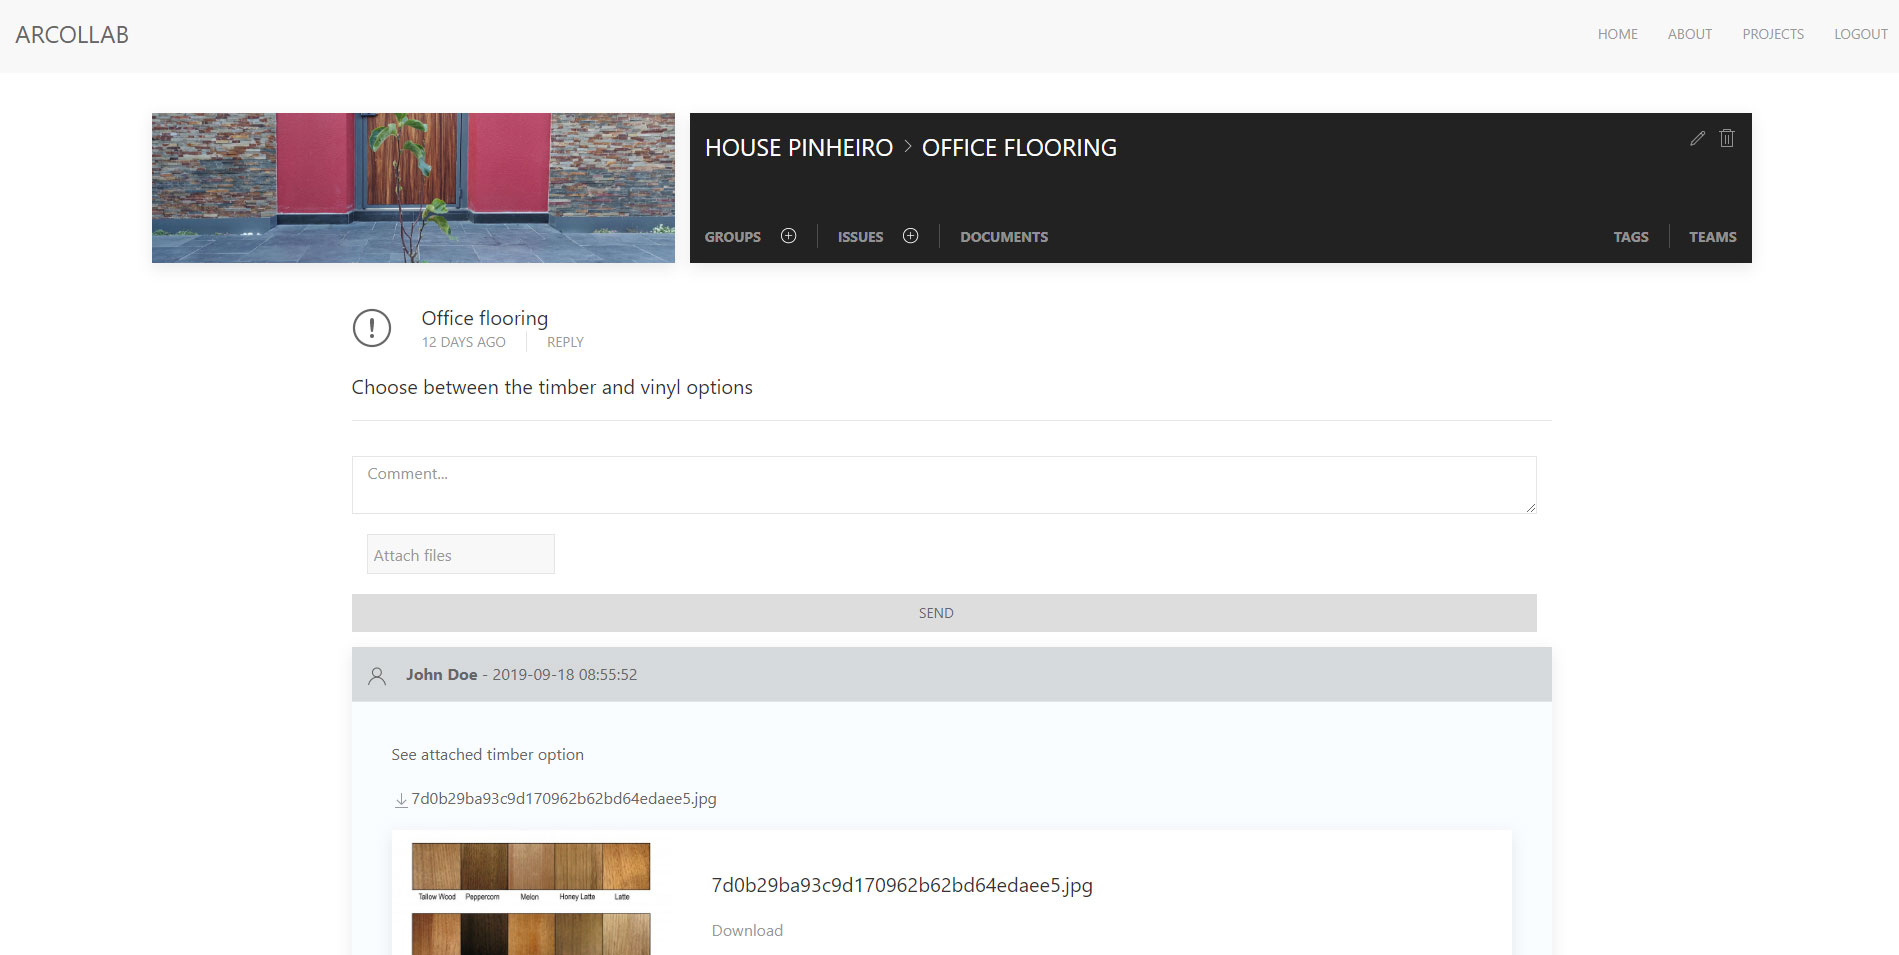 ARCOLLAB
HOME ABOUT PROJECTS LOGOUT
HOUSE PINHEIRO > OFFICE FLOORING
GROUPS ISSUES DOCUMENTS TAGS TEAMS
Office flooring
12 DAYS AGO REPLY
Choose between the timber and vinyl options
Comment...
Attach files
SEND
John Doe - 2019-09-18 08:55:52
See attached timber option
7d0b29ba93c9d170962b62bd64edaee5.jpg
Tallow Wood Peppercorn Melon Honey Latte Latte
7d0b29ba93c9d170962b62bd64edaee5.jpg
Download